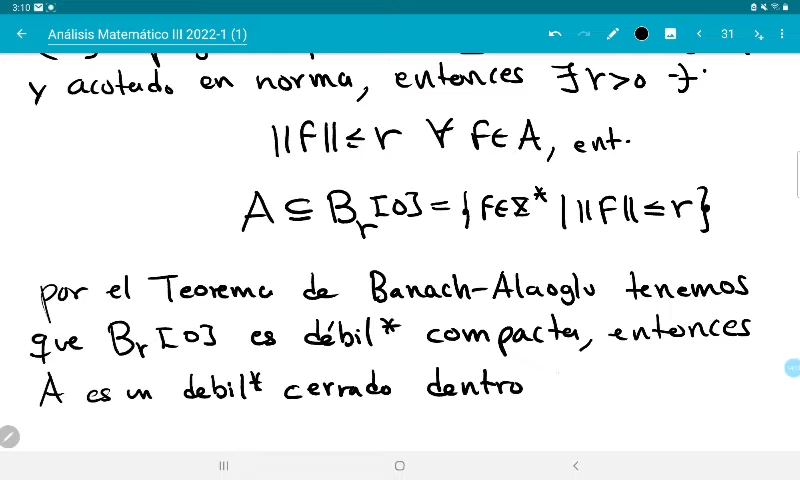 3:10
Análisis Matemático III 2022-1 (1)
31
y acotado en norma, entonces ∃ r>0 ∋·
||f|| ≤ r ∀ f∈A, ent.
A ⊆ B_r[0] = {f∈X* | ||f|| ≤ r}
por el Teorema de Banach-Alaoglu tenemos
que B_r[0] es débil* compacta, entonces
A es un debil* cerrado dentro